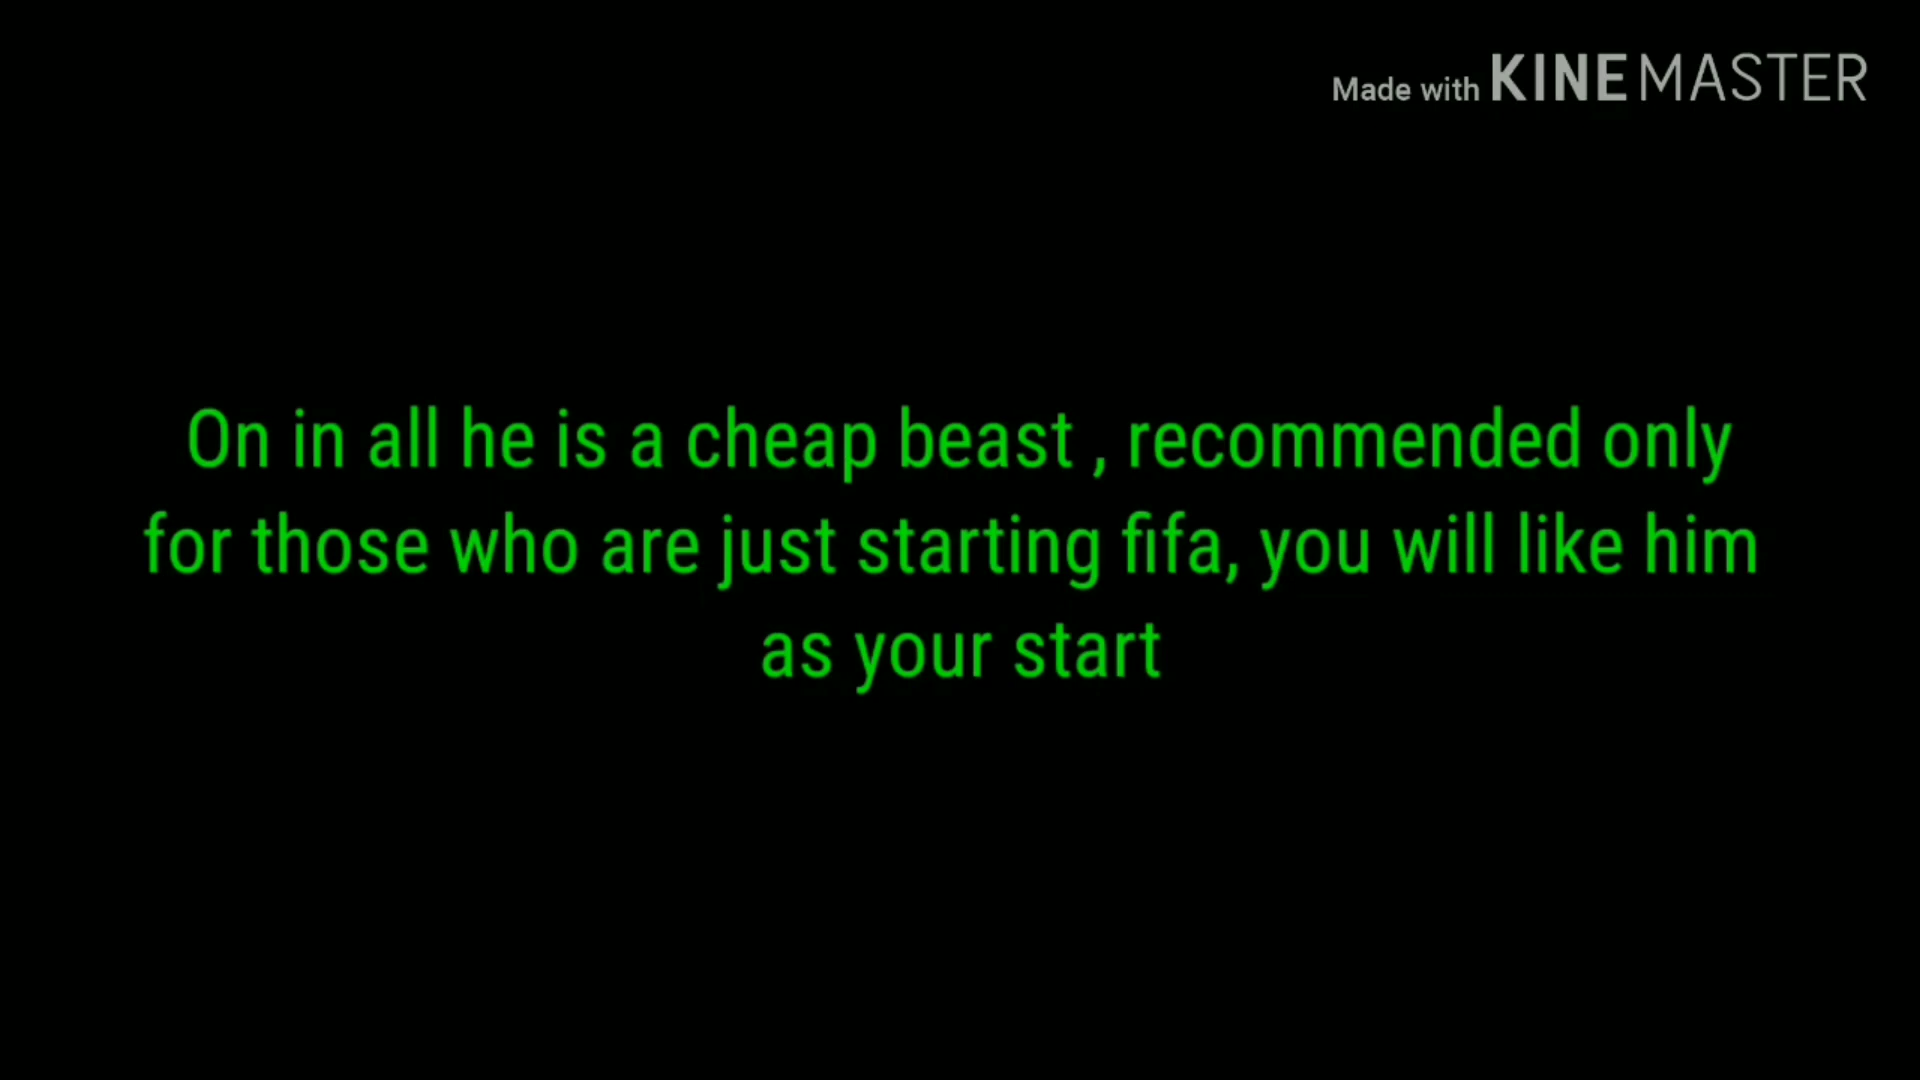 Made with KINEMASTER
On in all he is a cheap beast , recommended only
for those who are just starting fifa, you will like him
as your start